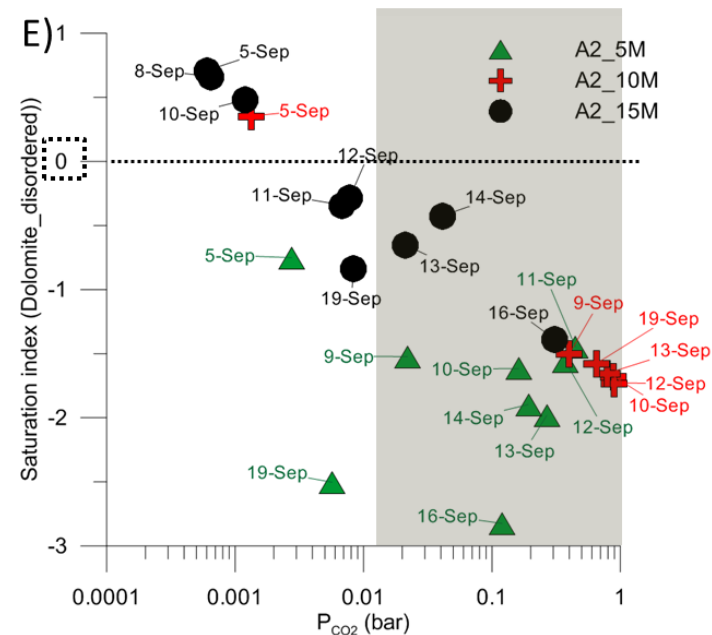 E)
1
0
-1
-2
-3
Saturation index (Dolomite_disordered))
A2_5M
A2_10M
A2_15M
5-Sep
8-Sep
10-Sep
5-Sep
12-Sep
11-Sep
14-Sep
5-Sep
13-Sep
19-Sep
11-Sep
9-Sep
16-Sep
19-Sep
13-Sep
9-Sep
10-Sep
12-Sep
10-Sep
14-Sep
12-Sep
13-Sep
19-Sep
16-Sep
0.0001
0.001
0.01
0.1
1
PCO2 (bar)